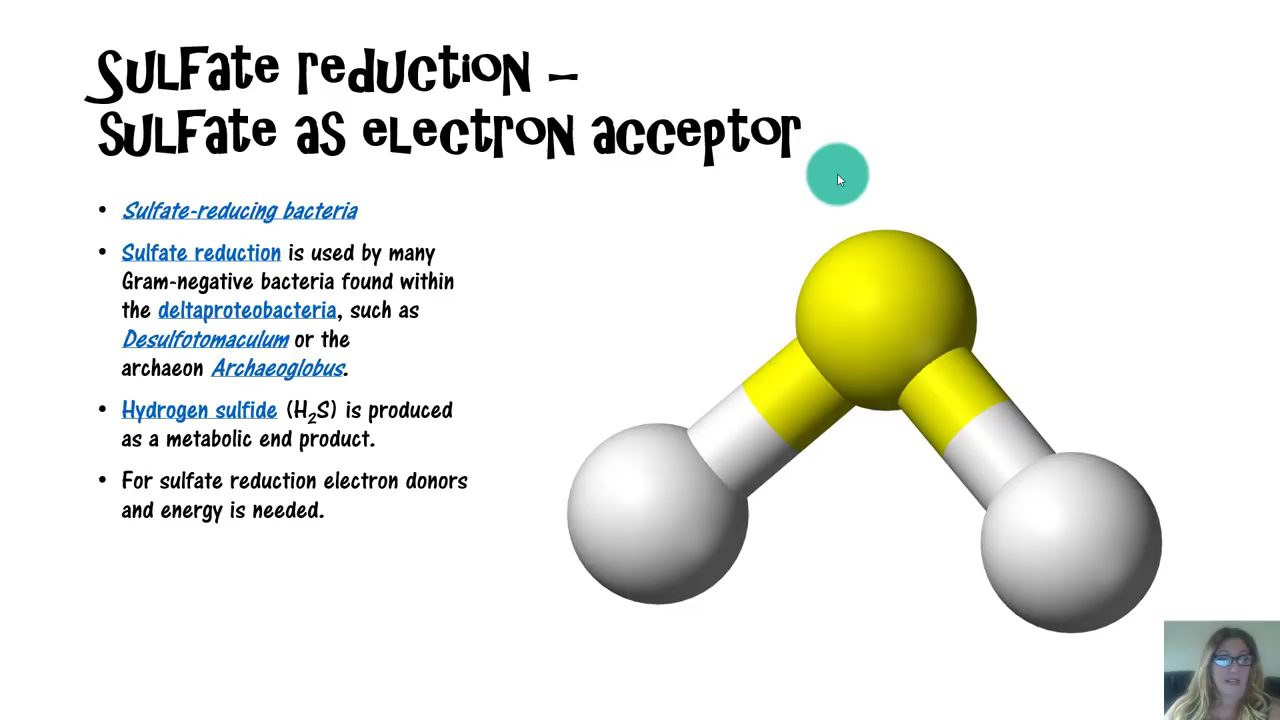 Sulfate reduction –
Sulfate as electron acceptor
• Sulfate-reducing bacteria
• Sulfate reduction is used by many
Gram-negative bacteria found within
the deltaproteobacteria, such as
Desulfotomaculum or the
archaeon Archaeoglobus.
• Hydrogen sulfide (H₂S) is produced
as a metabolic end product.
• For sulfate reduction electron donors
and energy is needed.